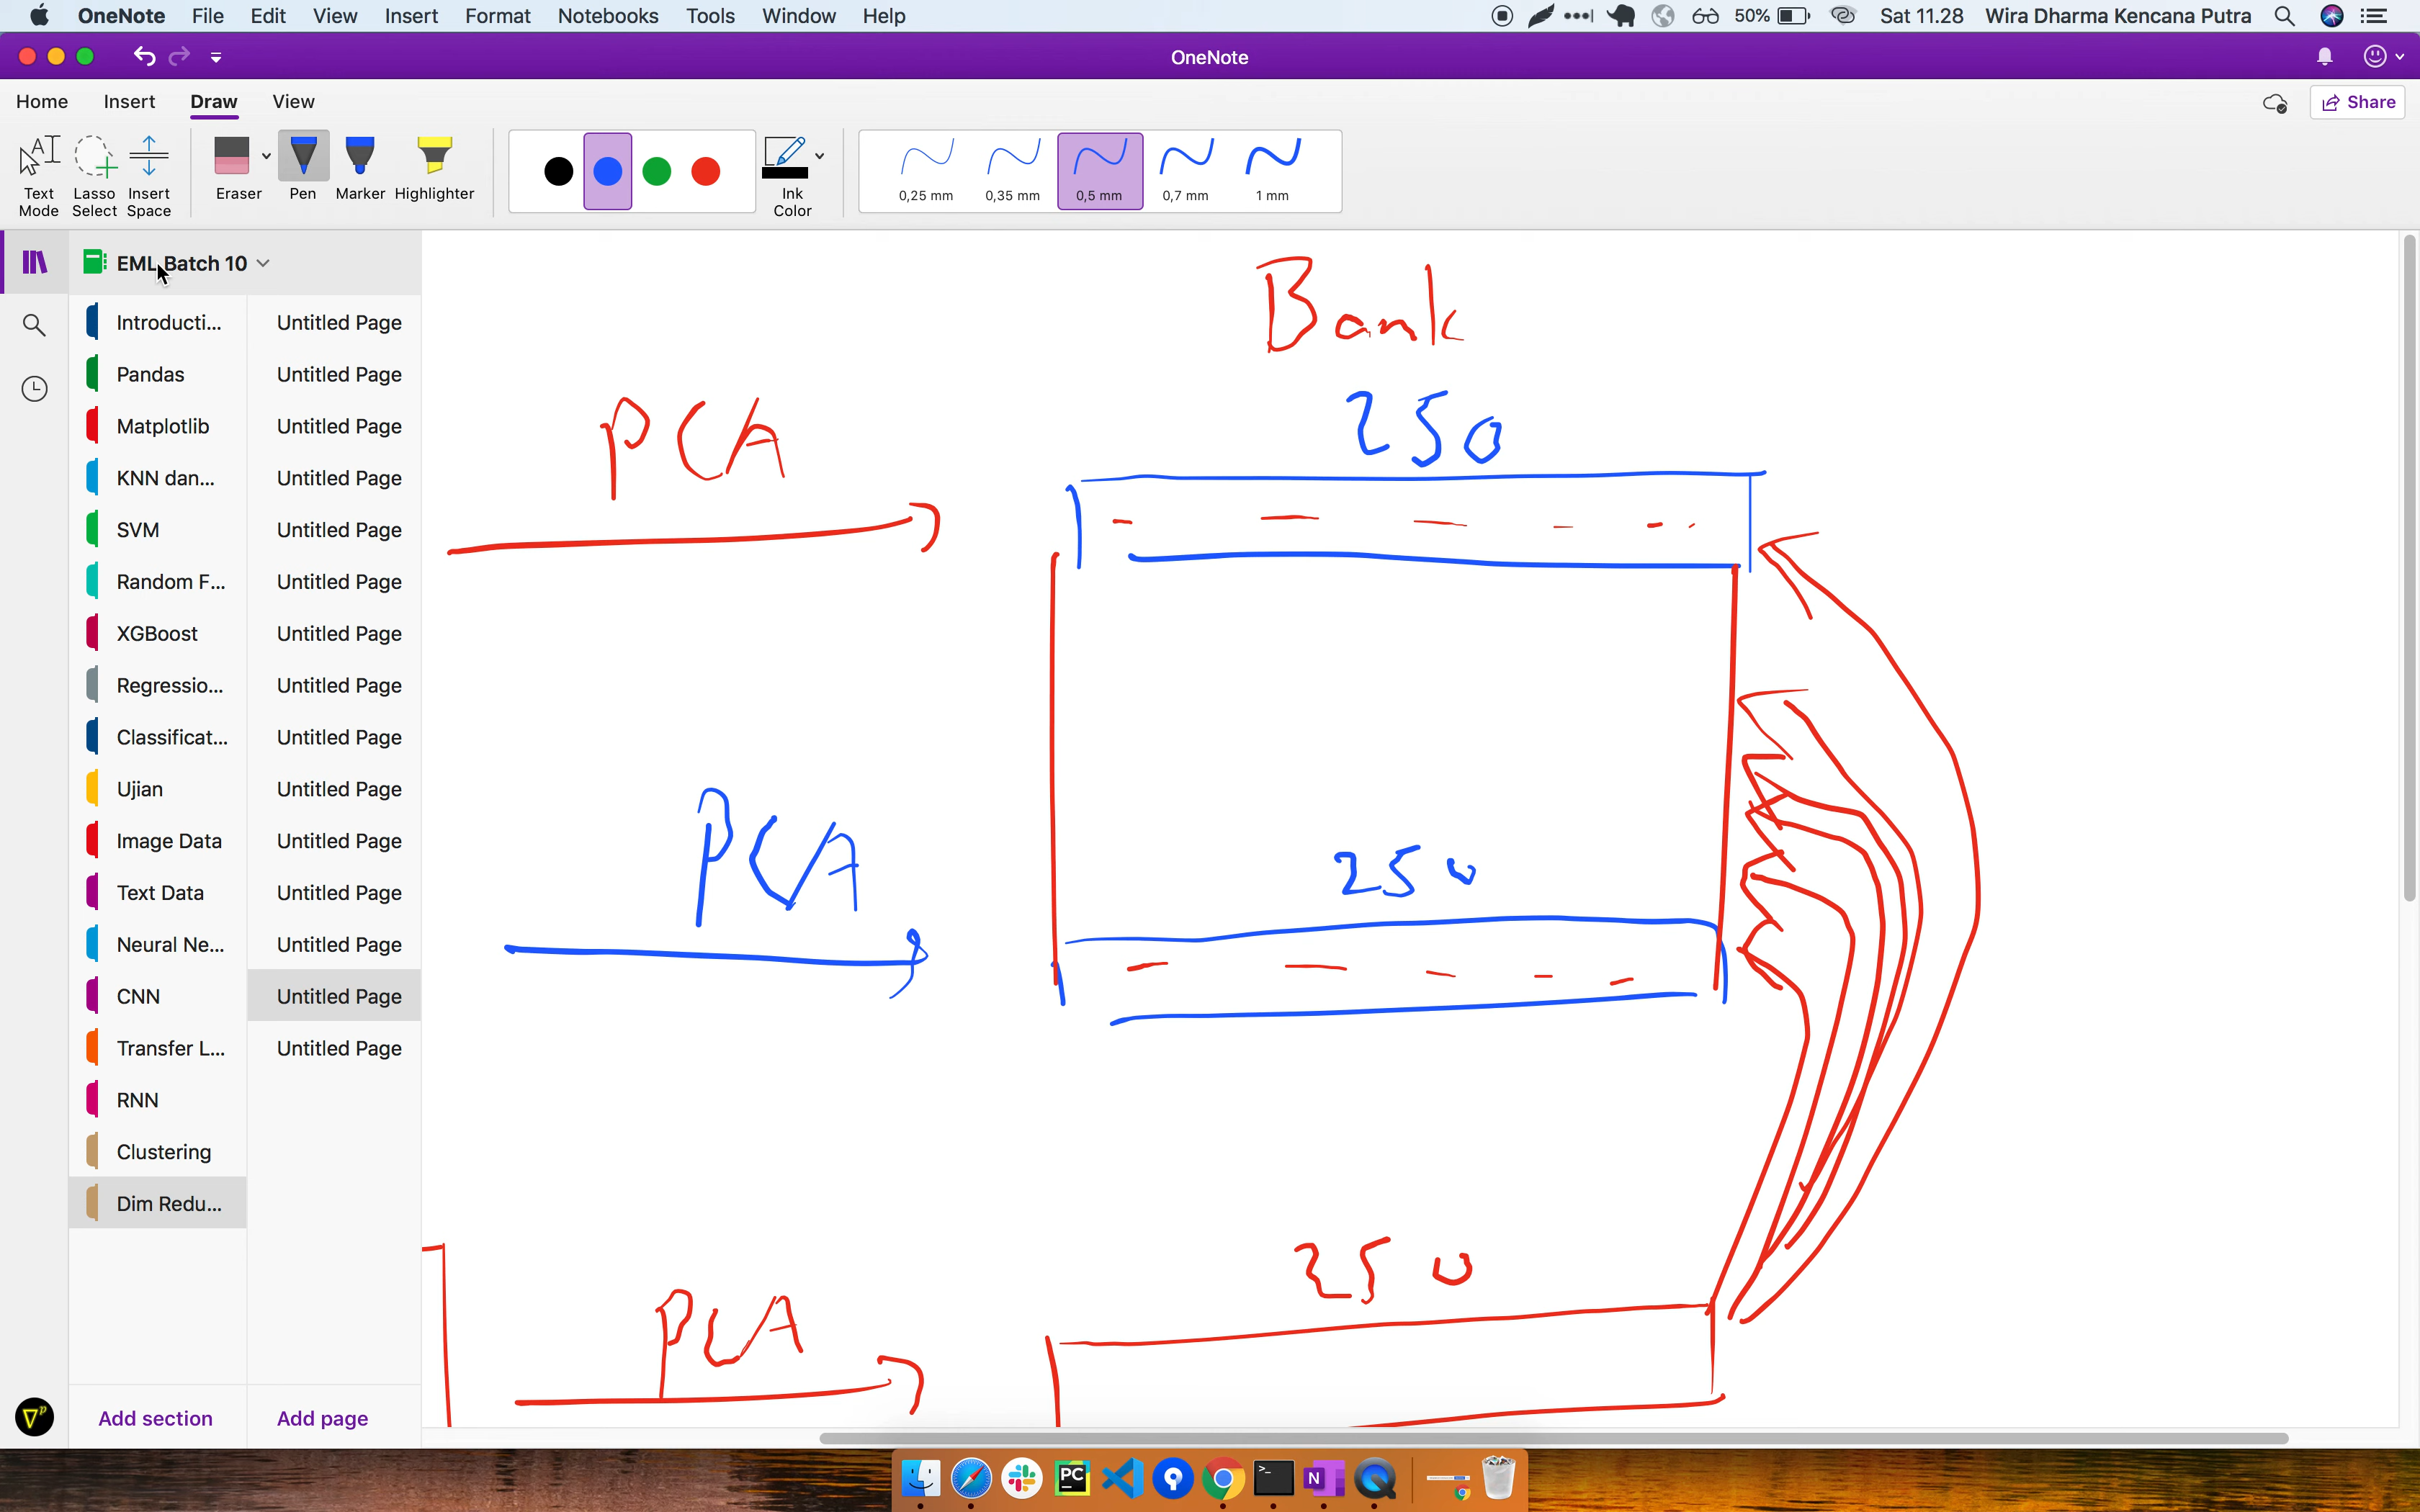 OneNote File Edit View Insert Format Notebooks Tools Window Help 50% Sat 11.28 Wira Dharma Kencana Putra
OneNote
Home Insert Draw View Share
Text Mode
Lasso Select
Insert Space
Eraser
Pen
Marker
Highlighter
Ink Color
0,25 mm 0,35 mm 0,5 mm 0,7 mm 1 mm
EML Batch 10
Introducti... Untitled Page
Pandas Untitled Page
Matplotlib Untitled Page
KNN dan... Untitled Page
SVM Untitled Page
Random F... Untitled Page
XGBoost Untitled Page
Regressio... Untitled Page
Classificat... Untitled Page
Ujian Untitled Page
Image Data Untitled Page
Text Data Untitled Page
Neural Ne... Untitled Page
CNN Untitled Page
Transfer L... Untitled Page
RNN
Clustering
Dim Redu...
Add section Add page
Bank
250
PCA
PCA
250
250
PCA
PC
N